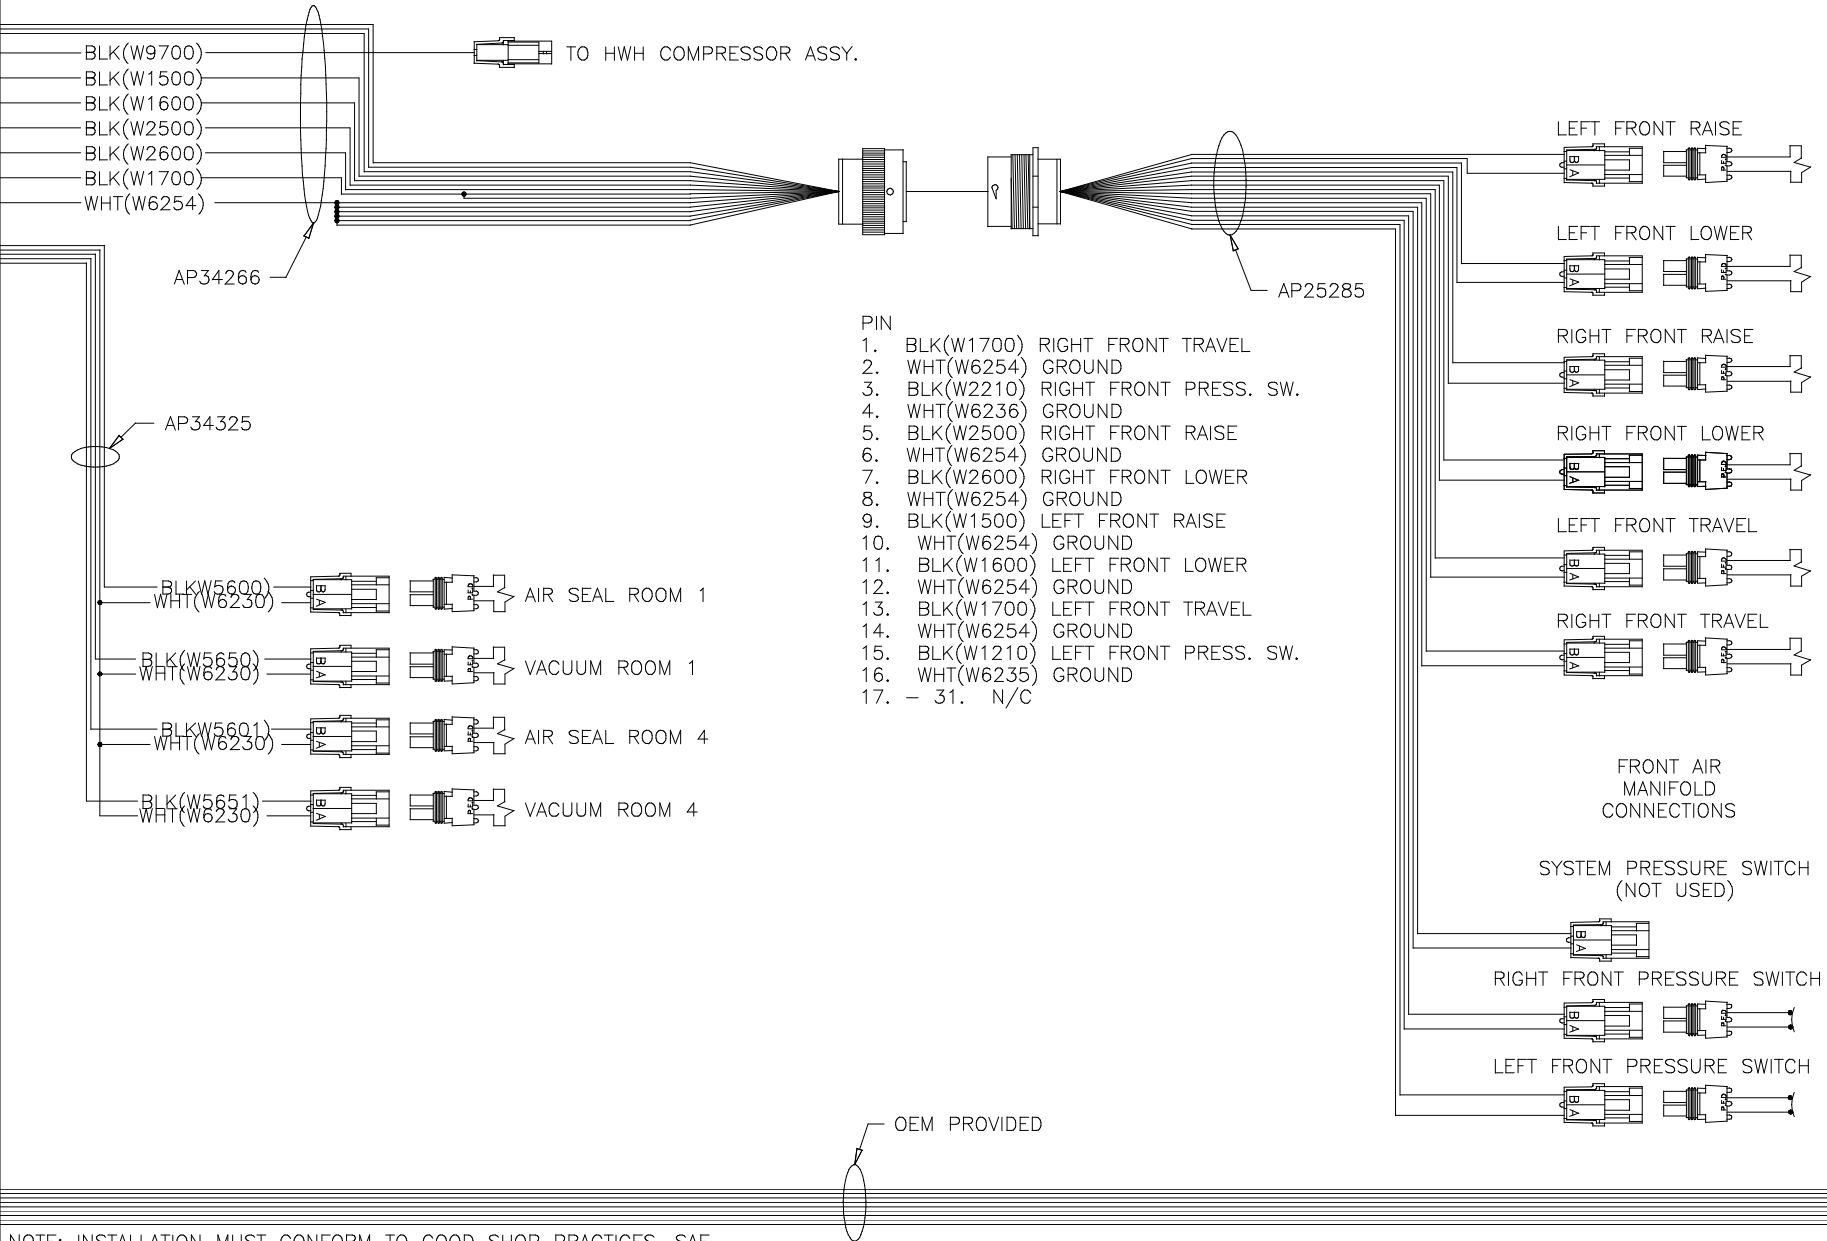 BLK(W9700)
TO HWH COMPRESSOR ASSY.
BLK(W1500)
BLK(W1600)
BLK(W2500)
BLK(W2600)
BLK(W1700)
WHT(W6254)
AP34266
AP34325
AP25285
PIN
1. BLK(W1700) RIGHT FRONT TRAVEL
2. WHT(W6254) GROUND
3. BLK(W2210) RIGHT FRONT PRESS. SW.
4. WHT(W6236) GROUND
5. BLK(W2500) RIGHT FRONT RAISE
6. WHT(W6254) GROUND
7. BLK(W2600) RIGHT FRONT LOWER
8. WHT(W6254) GROUND
9. BLK(W1500) LEFT FRONT RAISE
10. WHT(W6254) GROUND
11. BLK(W1600) LEFT FRONT LOWER
12. WHT(W6254) GROUND
13. BLK(W1700) LEFT FRONT TRAVEL
14. WHT(W6254) GROUND
15. BLK(W1210) LEFT FRONT PRESS. SW.
16. WHT(W6235) GROUND
17. – 31. N/C
BLKW5600)
WHT(W6230)
B
A
P.E.D.
AIR SEAL ROOM 1
BLK(W5650)
WHT(W6230)
B
A
P.E.D.
VACUUM ROOM 1
BLKW5601)
WHT(W6230)
B
A
P.E.D.
AIR SEAL ROOM 4
BLK(W5651)
WHT(W6230)
B
A
P.E.D.
VACUUM ROOM 4
LEFT FRONT RAISE
B
A
P.E.D.
LEFT FRONT LOWER
B
A
P.E.D.
RIGHT FRONT RAISE
B
A
P.E.D.
RIGHT FRONT LOWER
B
A
P.E.D.
LEFT FRONT TRAVEL
B
A
P.E.D.
RIGHT FRONT TRAVEL
B
A
P.E.D.
FRONT AIR
MANIFOLD
CONNECTIONS
SYSTEM PRESSURE SWITCH
(NOT USED)
B
A
RIGHT FRONT PRESSURE SWITCH
B
A
P.E.D.
LEFT FRONT PRESSURE SWITCH
B
A
P.E.D.
OEM PROVIDED
NOTE: INSTALLATION MUST CONFORM TO GOOD SHOP PRACTICES, SAE